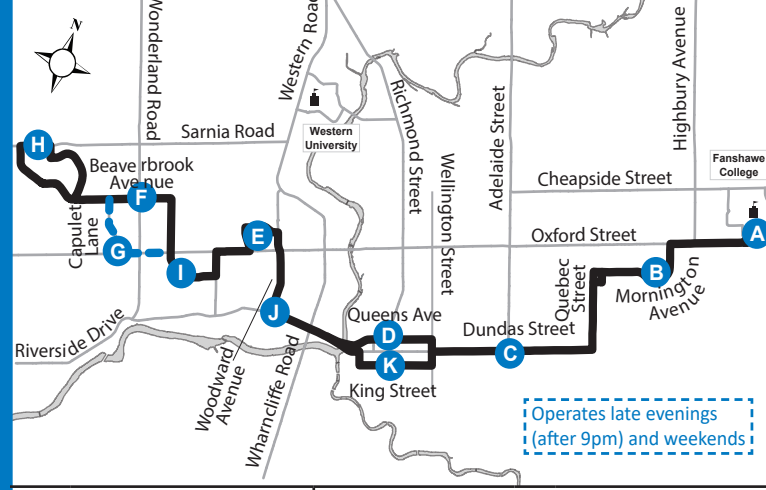 N
Wonderland Road
Western Road
Highbury Avenue
Sarnia Road
Western
University
Richmond Street
Adelaide Street
Fanshawe
College
H
Beaverbrook
Avenue
F
Wellington Street
Cheapside Street
Capulet
Lane
G
E
Oxford Street
A
I
Quebec
Street
B
Mornington
Avenue
J
Queens Ave
D
Dundas Street
C
Riverside Drive
K
King Street
Woodward
Avenue
Wharncliffe Road
Operates late evenings
(after 9pm) and weekends